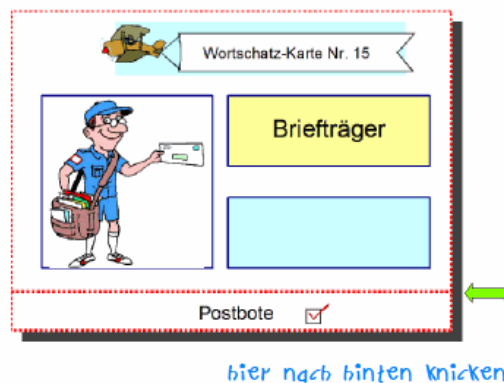 Wortschatz-Karte Nr. 15
Briefträger
Postbote
hier nach hinten knicken